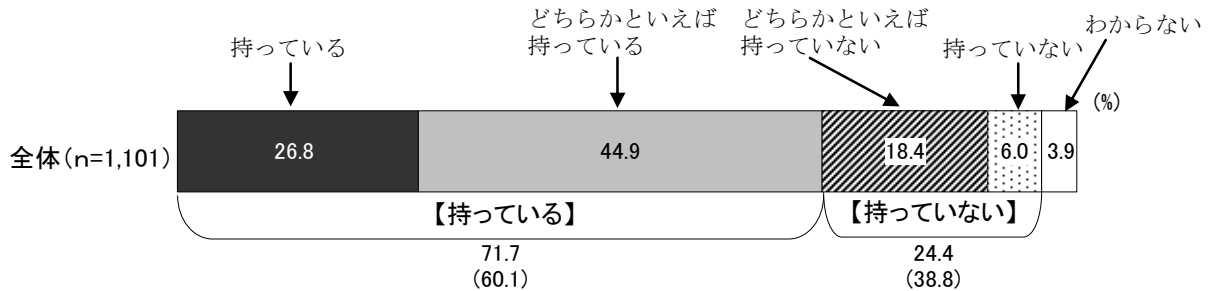 持っている
どちらかといえば
持っている
どちらかといえば
持っていない
持っていない
わからない
(%)
全体(n=1,101)
26.8
44.9
18.4
6.0
3.9
【持っている】
【持っていない】
71.7
(60.1)
24.4
(38.8)